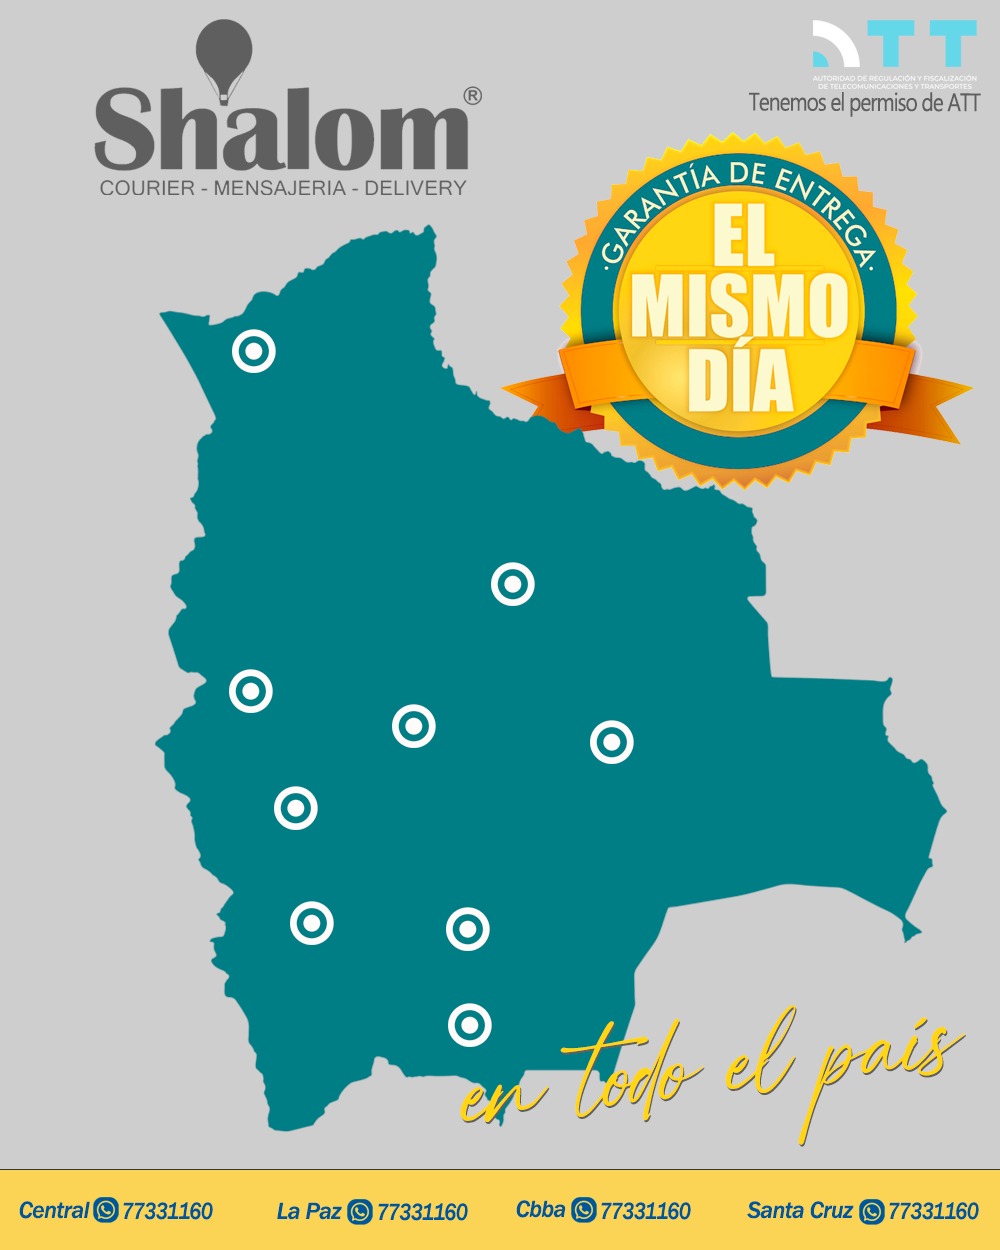 Shalom®
COURIER - MENSAJERIA - DELIVERY
ATT
AUTORIDAD DE REGULACIÓN Y FISCALIZACIÓN
DE TELECOMUNICACIONES Y TRANSPORTES
Tenemos el permiso de ATT
·GARANTÍA DE ENTREGA·
EL
MISMO
DÍA
en todo el país
Central 77331160
La Paz 77331160
Cbba 77331160
Santa Cruz 77331160